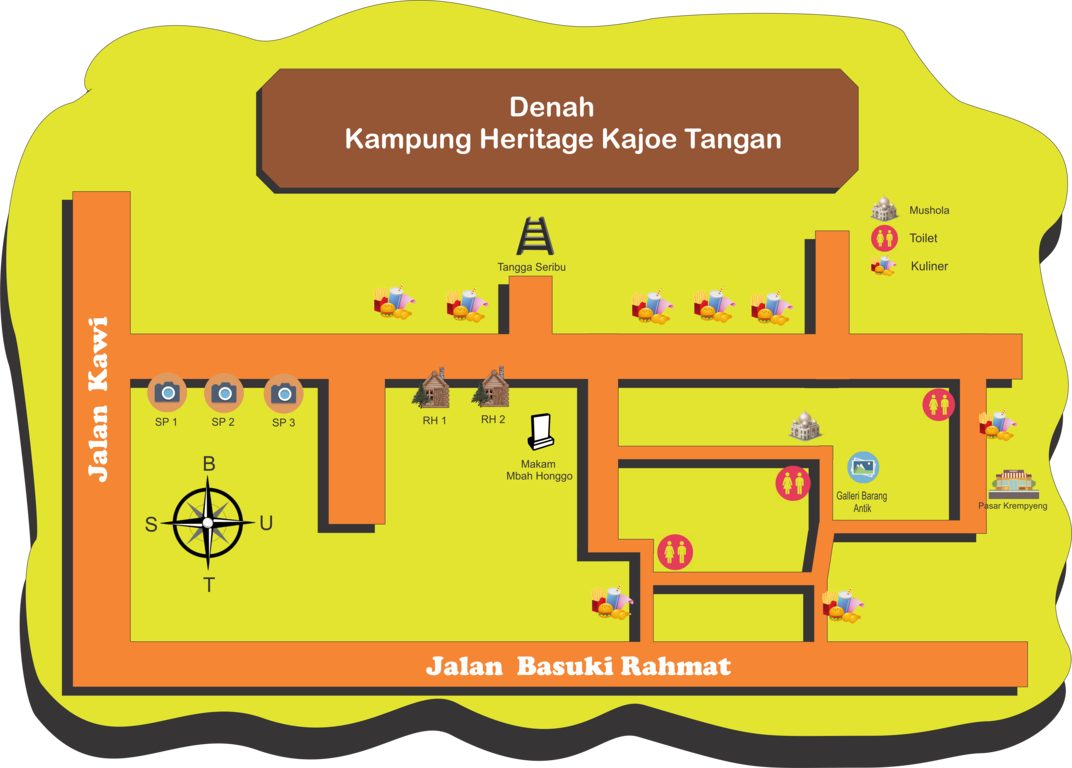 Denah
Kampung Heritage Kajoe Tangan
Mushola
Toilet
Kuliner
Tangga Seribu
Jalan Kawi
SP 1
SP 2
SP 3
RH 1
RH 2
Makam
Mbah Honggo
Galleri Barang
Antik
Pasar Krempyeng
B
S
U
T
Jalan Basuki Rahmat